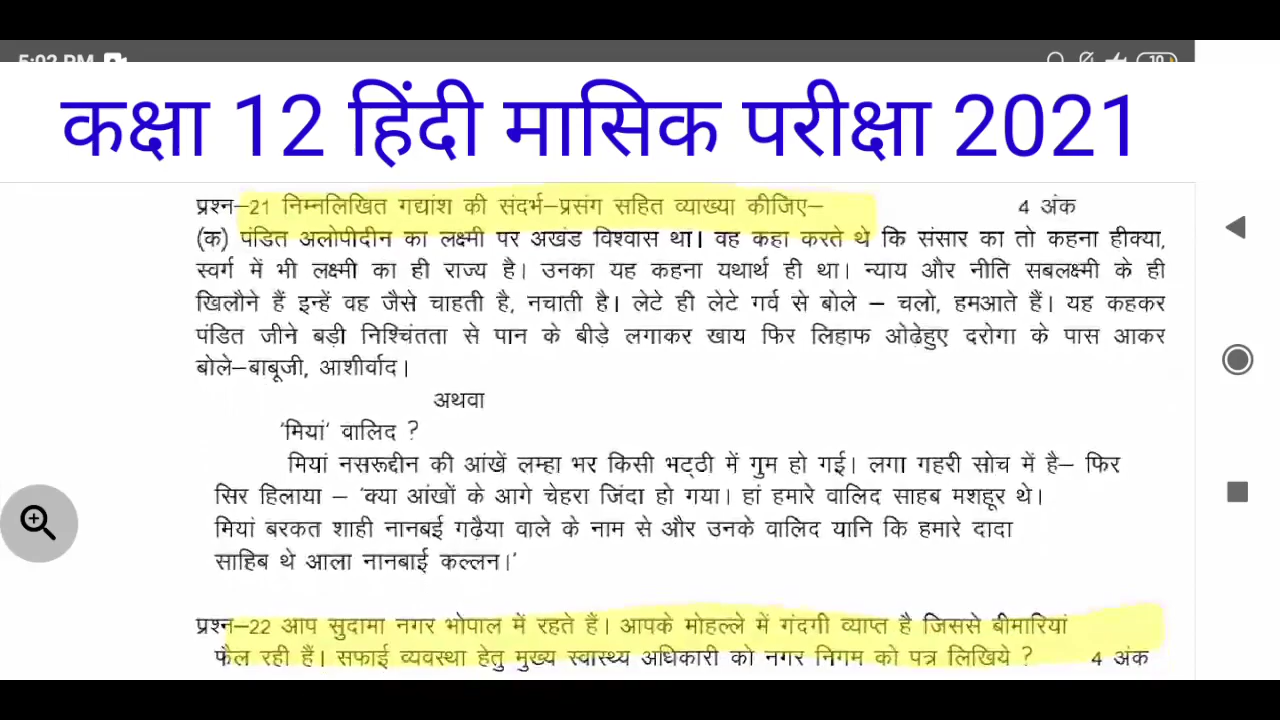 5:02 PM
कक्षा 12 हिंदी मासिक परीक्षा 2021
प्रश्न–21 निम्नलिखित गद्यांश की संदर्भ–प्रसंग सहित व्याख्या कीजिए– 4 अंक
(क) पंडित अलोपीदीन का लक्ष्मी पर अखंड विश्वास था। वह कहा करते थे कि संसार का तो कहना हीक्या,
स्वर्ग में भी लक्ष्मी का ही राज्य है। उनका यह कहना यथार्थ ही था। न्याय और नीति सबलक्ष्मी के ही
खिलौने हैं इन्हें वह जैसे चाहती है, नचाती है। लेटे ही लेटे गर्व से बोले – चलो, हमआते हैं। यह कहकर
पंडित जीने बड़ी निश्चिंतता से पान के बीड़े लगाकर खाय फिर लिहाफ ओढेहुए दरोगा के पास आकर
बोले–बाबूजी, आशीर्वाद।
अथवा
'मियां' वालिद ?
मियां नसरूद्दीन की आंखें लम्हा भर किसी भट्ठी में गुम हो गई। लगा गहरी सोच में है– फिर
सिर हिलाया – 'क्या आंखों के आगे चेहरा जिंदा हो गया। हां हमारे वालिद साहब मशहूर थे।
मियां बरकत शाही नानबई गढ़ैया वाले के नाम से और उनके वालिद यानि कि हमारे दादा
साहिब थे आला नानबाई कल्लन।'
प्रश्न–22 आप सुदामा नगर भोपाल में रहते हैं। आपके मोहल्ले में गंदगी व्याप्त है जिससे बीमारियां
फैल रही हैं। सफाई व्यवस्था हेतु मुख्य स्वास्थ्य अधिकारी को नगर निगम को पत्र लिखिये ? 4 अंक